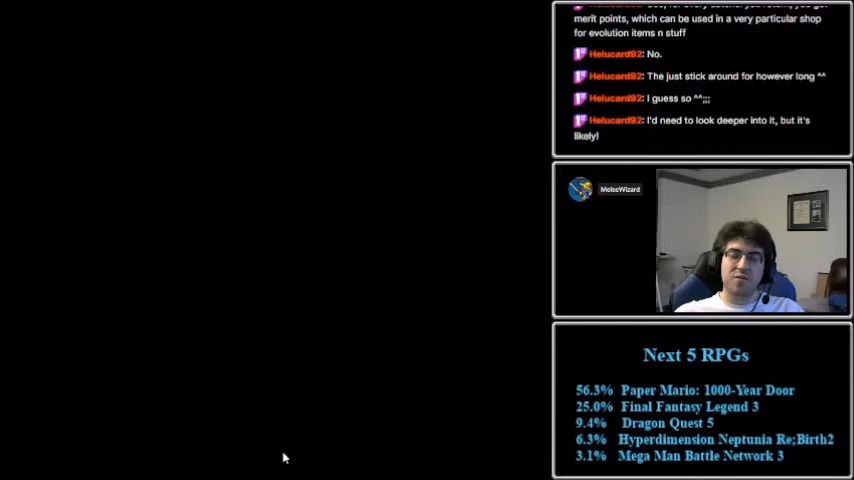 merit points, which can be used in a very particular shop
for evolution items n stuff
Helucard92: No.
Helucard92: The just stick around for however long ^^
Helucard92: I guess so ^^;;;
Helucard92: I'd need to look deeper into it, but it's
likely!
MeleeWizard
Next 5 RPGs
56.3% Paper Mario: 1000-Year Door
25.0% Final Fantasy Legend 3
9.4% Dragon Quest 5
6.3% Hyperdimension Neptunia Re;Birth2
3.1% Mega Man Battle Network 3